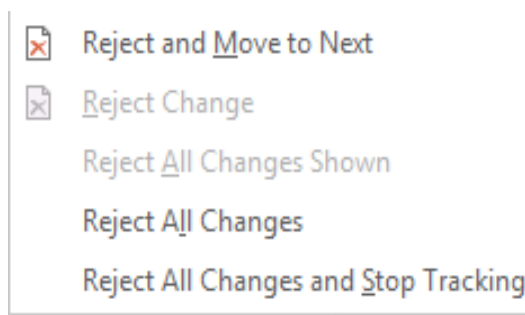 Reject and Move to Next
Reject Change
Reject All Changes Shown
Reject All Changes
Reject All Changes and Stop Tracking